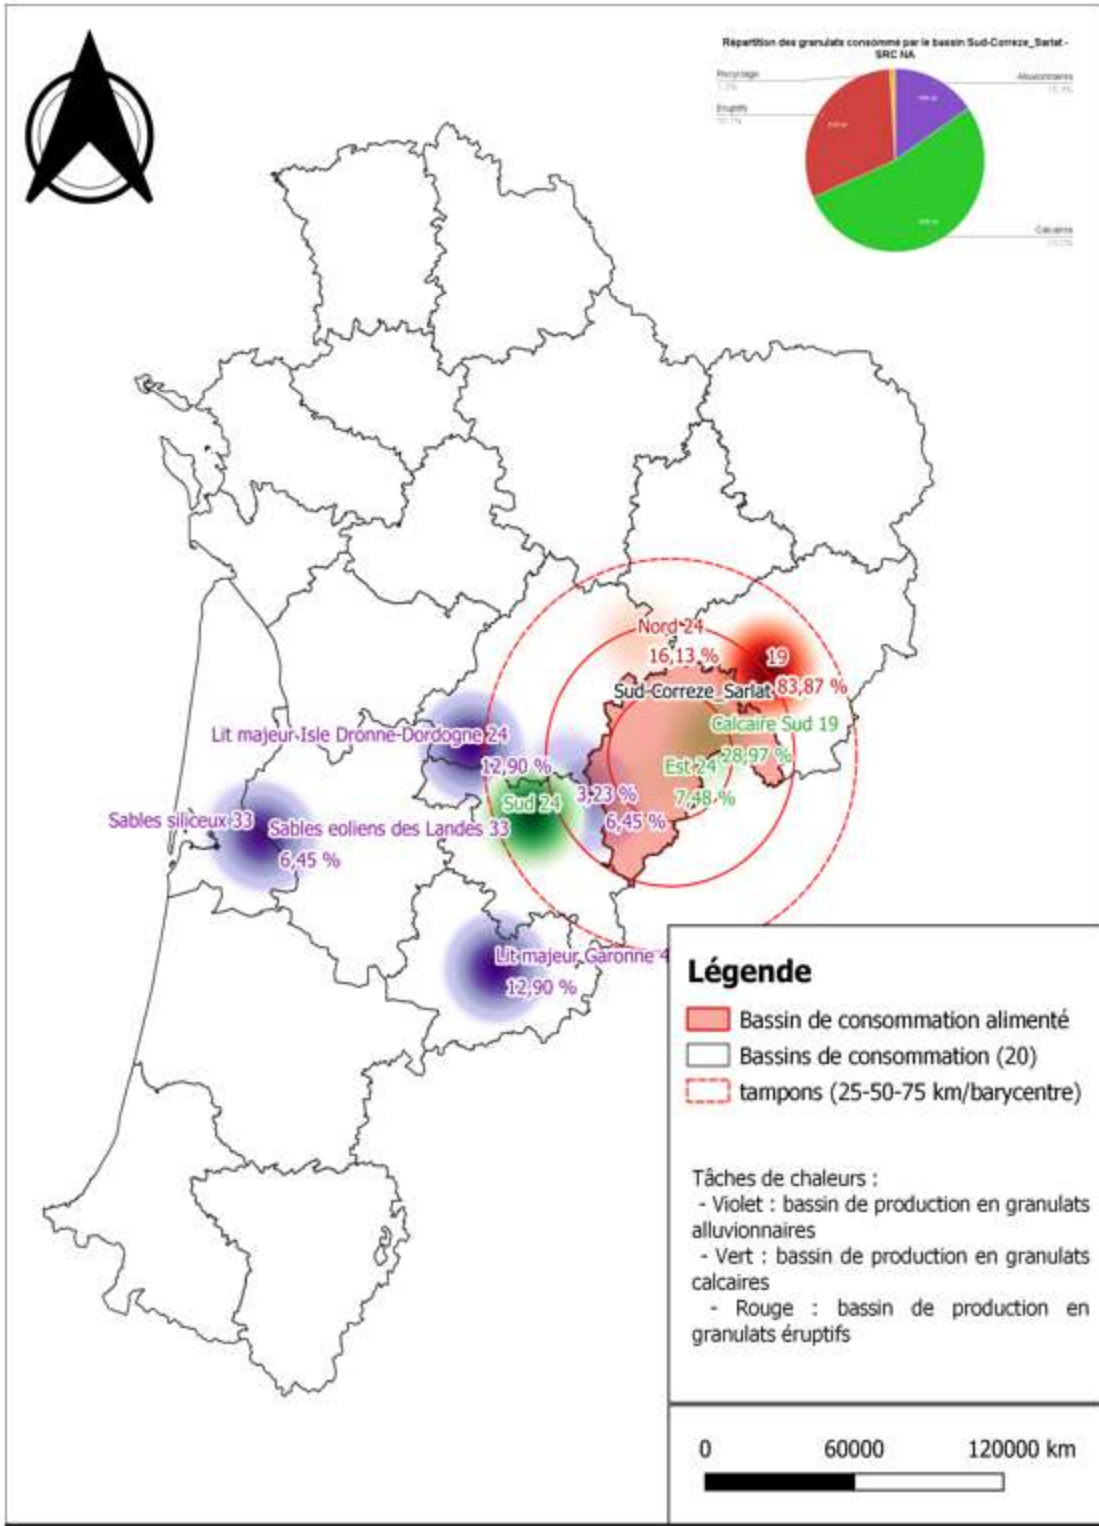 Répartition des granulats consommé par le bassin Sud-Correze_Sarlat -
SRC NA
Recyclage
Alluvionnaires
Eruptifs
Calcaires
Nord 24
16,13 %
19
83,87 %
Sud-Correze_Sarlat
Calcaire Sud 19
28,97 %
Est 24
7,48 %
Lit majeur Isle Dronne-Dordogne 24
12,90 %
3,23 %
Sud 24
6,45 %
Sables siliceux 33
Sables eoliens des Landes 33
6,45 %
Lit majeur Garonne 4
12,90 %
Légende
Bassin de consommation alimenté
Bassins de consommation (20)
tampons (25-50-75 km/barycentre)
Tâches de chaleurs :
- Violet : bassin de production en granulats
alluvionnaires
- Vert : bassin de production en granulats
calcaires
- Rouge : bassin de production en
granulats éruptifs
0 60000 120000 km